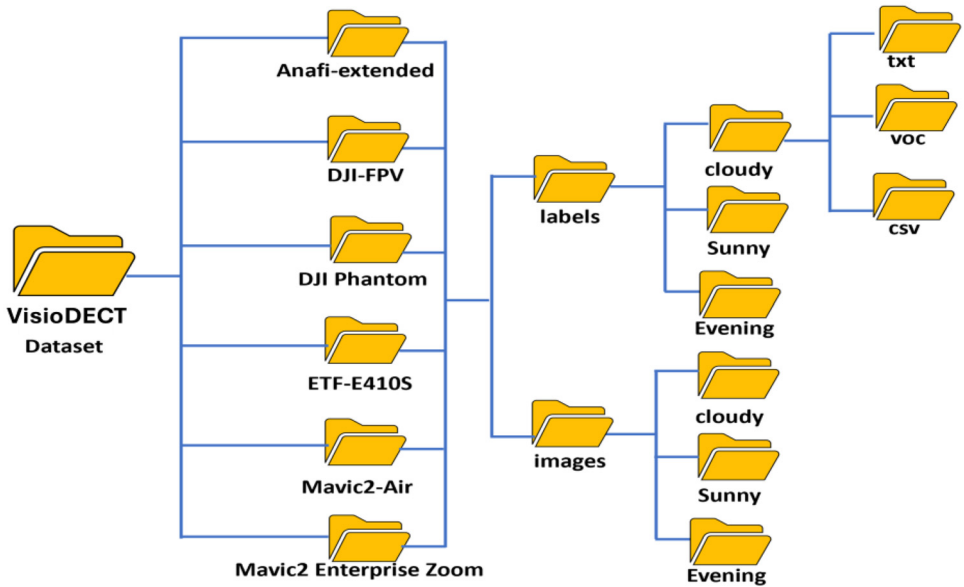 VisioDECT
Dataset
Anafi-extended
DJI-FPV
DJI Phantom
ETF-E410S
Mavic2-Air
Mavic2 Enterprise Zoom
labels
images
cloudy
Sunny
Evening
cloudy
Sunny
Evening
txt
voc
csv